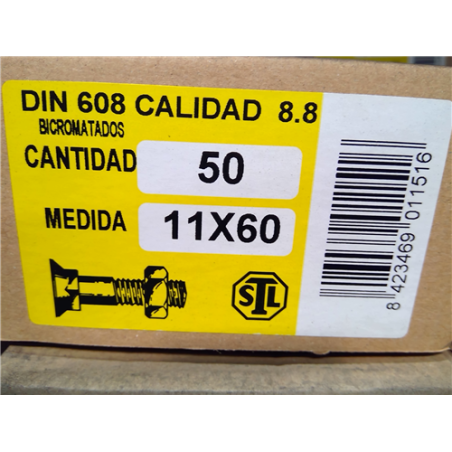 DIN 608 CALIDAD 8.8
BICROMATADOS
CANTIDAD 50
MEDIDA 11X60
STL
8 423469 011516